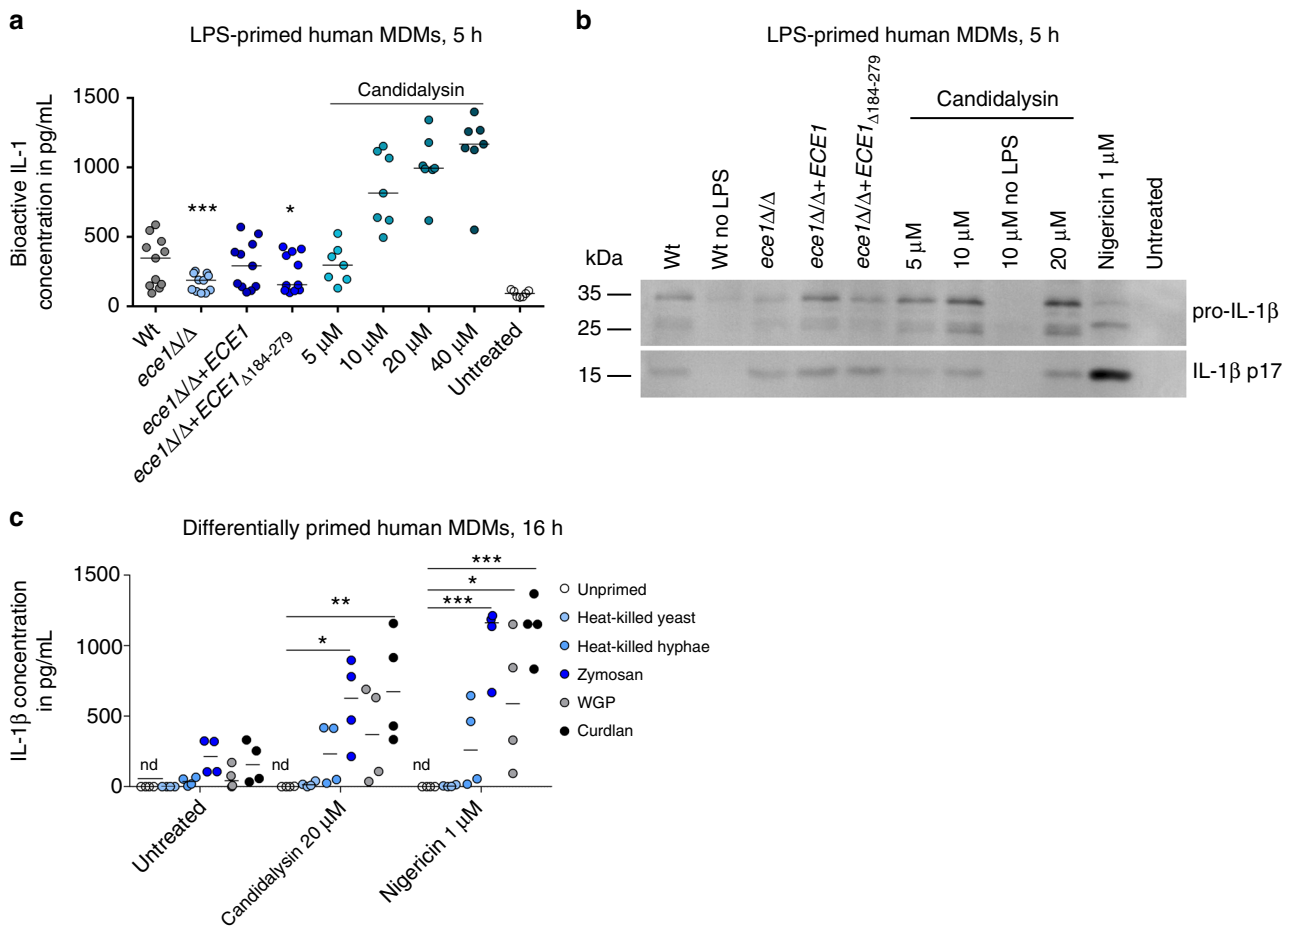 a
LPS-primed human MDMs, 5 h
Bioactive IL-1
concentration in pg/mL
1500
1000
500
0
Candidalysin
***
*
Wt
ece1Δ/Δ
ece1Δ/Δ+ECE1
ece1Δ/Δ+ECE1Δ184-279
5 μM
10 μM
20 μM
40 μM
Untreated
b
LPS-primed human MDMs, 5 h
Candidalysin
kDa
Wt
Wt no LPS
ece1Δ/Δ
ece1Δ/Δ+ECE1
ece1Δ/Δ+ECE1Δ184-279
5 μM
10 μM
10 μM no LPS
20 μM
Nigericin 1 μM
Untreated
35
25
15
pro-IL-1β
IL-1β p17
c
Differentially primed human MDMs, 16 h
IL-1β concentration
in pg/mL
1500
1000
500
0
nd
nd
**
*
nd
***
*
***
Untreated
Candidalysin 20 μM
Nigericin 1 μM
Unprimed
Heat-killed yeast
Heat-killed hyphae
Zymosan
WGP
Curdlan